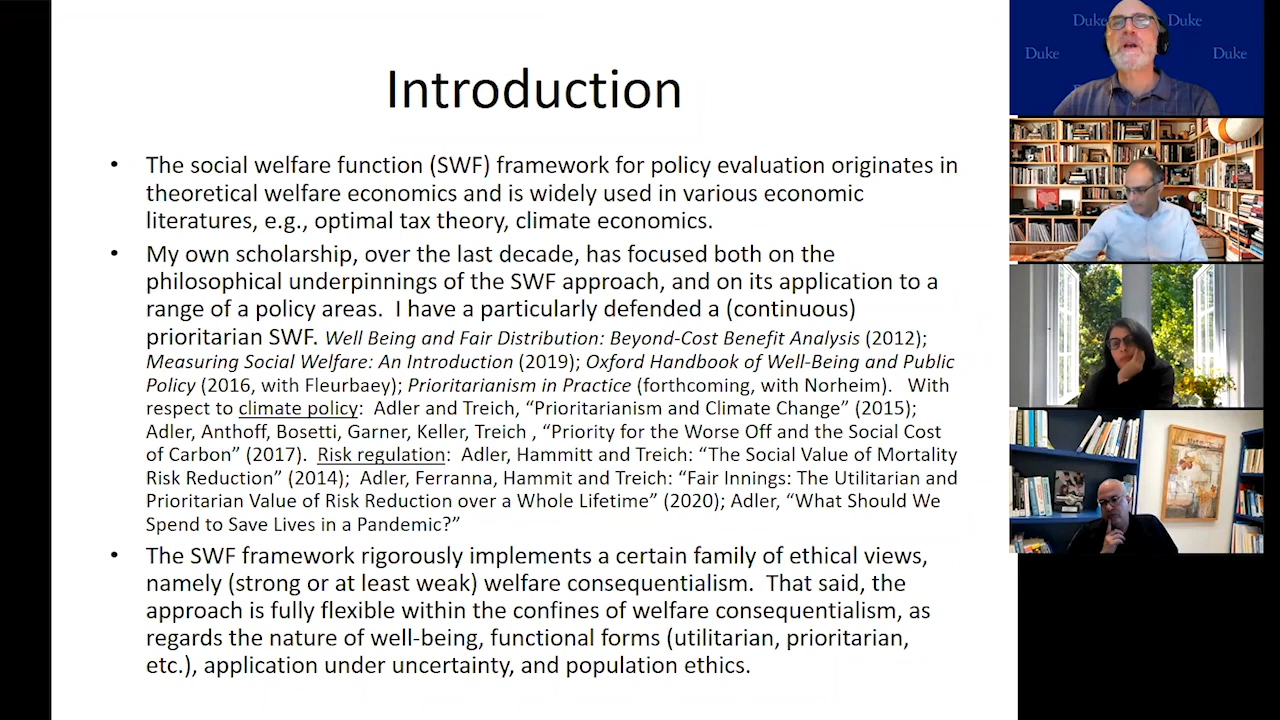 Introduction
• The social welfare function (SWF) framework for policy evaluation originates in
theoretical welfare economics and is widely used in various economic
literatures, e.g., optimal tax theory, climate economics.
• My own scholarship, over the last decade, has focused both on the
philosophical underpinnings of the SWF approach, and on its application to a
range of a policy areas.  I have a particularly defended a (continuous)
prioritarian SWF. Well Being and Fair Distribution: Beyond-Cost Benefit Analysis (2012);
Measuring Social Welfare: An Introduction (2019); Oxford Handbook of Well-Being and Public
Policy (2016, with Fleurbaey); Prioritarianism in Practice (forthcoming, with Norheim).   With
respect to climate policy:  Adler and Treich, “Prioritarianism and Climate Change” (2015);
Adler, Anthoff, Bosetti, Garner, Keller, Treich , “Priority for the Worse Off and the Social Cost
of Carbon” (2017).  Risk regulation:  Adler, Hammitt and Treich: “The Social Value of Mortality
Risk Reduction” (2014);  Adler, Ferranna, Hammit and Treich: “Fair Innings: The Utilitarian and
Prioritarian Value of Risk Reduction over a Whole Lifetime” (2020); Adler, “What Should We
Spend to Save Lives in a Pandemic?”
• The SWF framework rigorously implements a certain family of ethical views,
namely (strong or at least weak) welfare consequentialism.  That said, the
approach is fully flexible within the confines of welfare consequentialism, as
regards the nature of well-being, functional forms (utilitarian, prioritarian,
etc.), application under uncertainty, and population ethics.
Duke Duke
Duke Duke